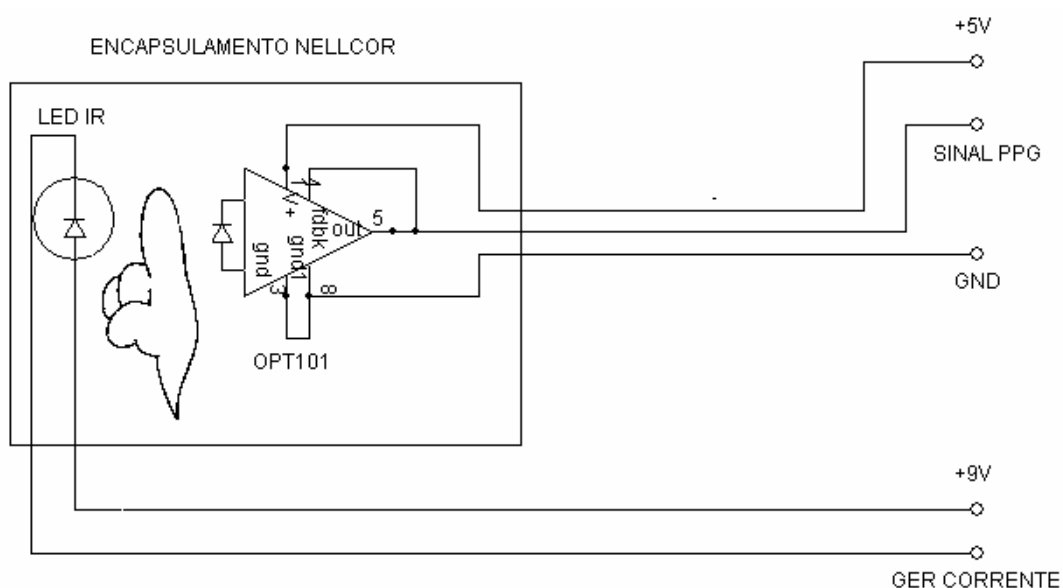 +5V
ENCAPSULAMENTO NELLCOR
LED IR
SINAL PPG
1
4
V+
fdbk
out
5
gnd
gnd1
3
8
GND
OPT101
+9V
GER CORRENTE